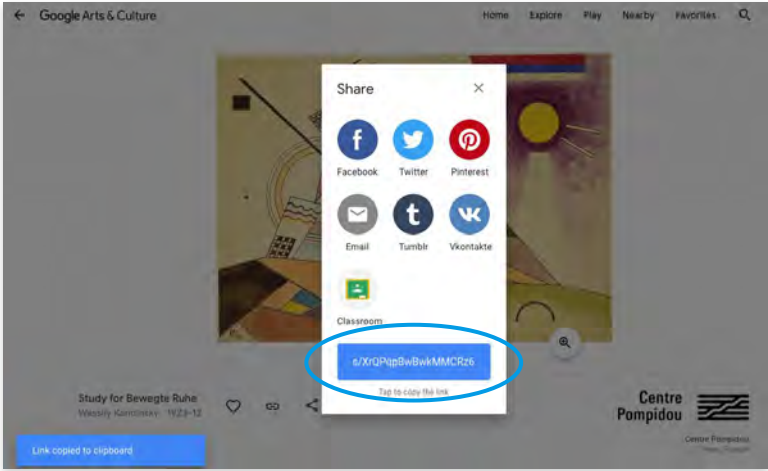 Google Arts & Culture
Home Explore Play Nearby Favorites
Share
Facebook Twitter Pinterest
Email Tumblr Vkontakte
Classroom
s/XrQPqpBwBwkMMCRz6
Tap to copy the link
Study for Bewegte Ruhe
Wassily Kandinsky 1923-12
Centre
Pompidou
Link copied to clipboard
Centre Pompidou